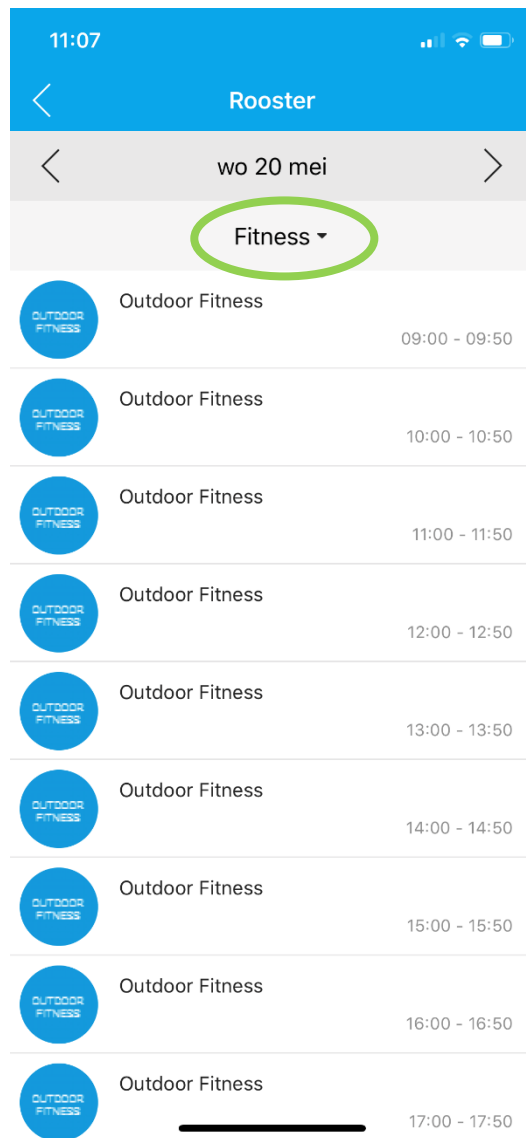 11:07
Rooster
wo 20 mei
Fitness
OUTDOOR
FITNESS
Outdoor Fitness
09:00 - 09:50
OUTDOOR
FITNESS
Outdoor Fitness
10:00 - 10:50
OUTDOOR
FITNESS
Outdoor Fitness
11:00 - 11:50
OUTDOOR
FITNESS
Outdoor Fitness
12:00 - 12:50
OUTDOOR
FITNESS
Outdoor Fitness
13:00 - 13:50
OUTDOOR
FITNESS
Outdoor Fitness
14:00 - 14:50
OUTDOOR
FITNESS
Outdoor Fitness
15:00 - 15:50
OUTDOOR
FITNESS
Outdoor Fitness
16:00 - 16:50
OUTDOOR
FITNESS
Outdoor Fitness
17:00 - 17:50